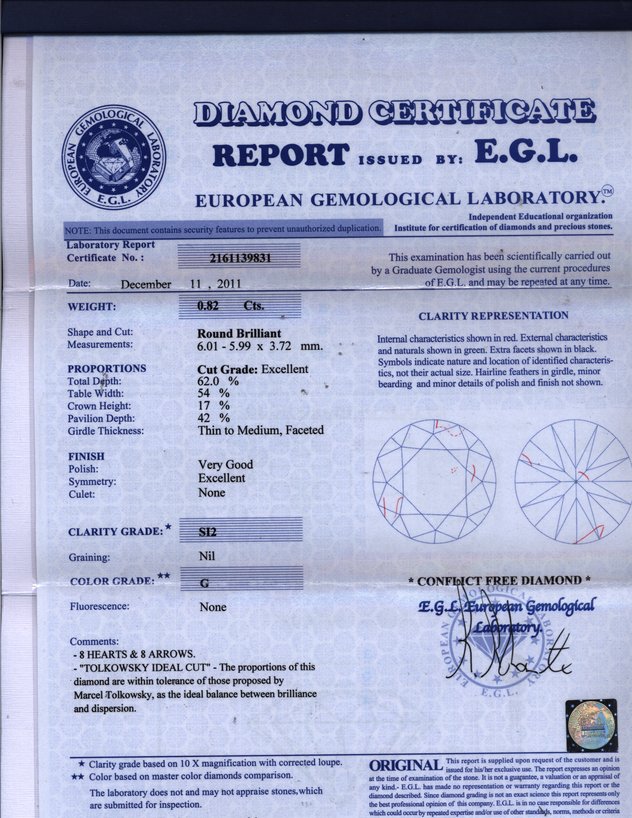 EUROPEAN GEMOLOGICAL LABORATORY
E.G.L.
DIAMOND CERTIFICATE
REPORT ISSUED BY: E.G.L.
EUROPEAN GEMOLOGICAL LABORATORY.™
Independent Educational organization
Institute for certification of diamonds and precious stones.
NOTE: This document contains security features to prevent unauthorized duplication.
Laboratory Report
Certificate No. : 2161139831
Date: December 11 , 2011
This examination has been scientifically carried out
by a Graduate Gemologist using the current procedures
of E.G.L. and may be repeated at any time.
WEIGHT: 0.82 Cts.
Shape and Cut: Round Brilliant
Measurements: 6.01 - 5.99 x 3.72 mm.
PROPORTIONS Cut Grade: Excellent
Total Depth: 62.0 %
Table Width: 54 %
Crown Height: 17 %
Pavilion Depth: 42 %
Girdle Thickness: Thin to Medium, Faceted
FINISH
Polish: Very Good
Symmetry: Excellent
Culet: None
CLARITY GRADE:★ SI2
Graining: Nil
COLOR GRADE:★★ G
Fluorescence: None
Comments:
- 8 HEARTS & 8 ARROWS.
- "TOLKOWSKY IDEAL CUT" - The proportions of this
diamond are within tolerance of those proposed by
Marcel Tolkowsky, as the ideal balance between brilliance
and dispersion.
CLARITY REPRESENTATION
Internal characteristics shown in red. External characteristics
and naturals shown in green. Extra facets shown in black.
Symbols indicate nature and location of identified characteris-
tics, not their actual size. Hairline feathers in girdle, minor
bearding and minor details of polish and finish not shown.
* CONFLICT FREE DIAMOND *
E.G.L European Gemological
Laboratory.
EUROPEAN GEMOLOGICAL LABORATORY
E.G.L.
★ Clarity grade based on 10 X magnification with corrected loupe.
★★ Color based on master color diamonds comparison.
The laboratory does not and may not appraise stones,which
are submitted for inspection.
ORIGINAL This report is supplied upon request of the customer and is
issued for his/her exclusive use. The report expresses an opinion
at the time of examination of the stone. It is not a guarantee, a valuation or an appraisal of
any kind.- E.G.L. has made no representation or warranty regarding this report or the
diamond described. Since diamond grading is not an exact science this report represents only
the best professional opinion of this company. E.G.L. is in no case responsible for differences
which could occur by repeated expertise and/or use of other standards, norms, methods or criteria